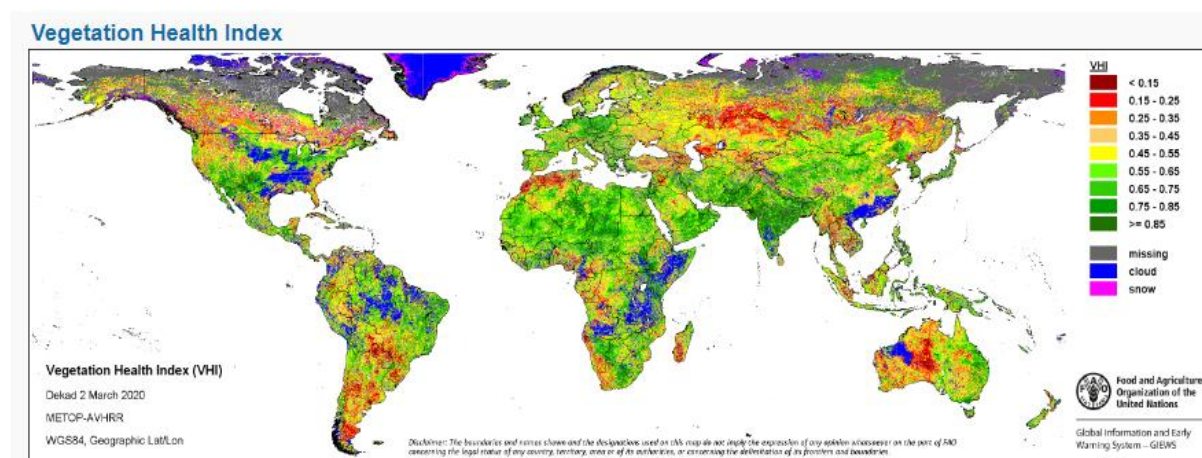 Vegetation Health Index
VHI
< 0.15
0.15 - 0.25
0.25 - 0.35
0.35 - 0.45
0.45 - 0.55
0.55 - 0.65
0.65 - 0.75
0.75 - 0.85
>= 0.85
missing
cloud
snow
Vegetation Health Index (VHI)
Dekad 2 March 2020
METOP-AVHRR
WGS84, Geographic Lat/Lon
Disclaimer: The boundaries and names shown and the designations used on this map do not imply the expression of any opinion whatsoever on the part of FAO
concerning the legal status of any country, territory, area or of its authorities, or concerning the delimitation of its frontiers and boundaries.
Food and Agriculture
Organization of the
United Nations
Global Information and Early
Warning System – GIEWS